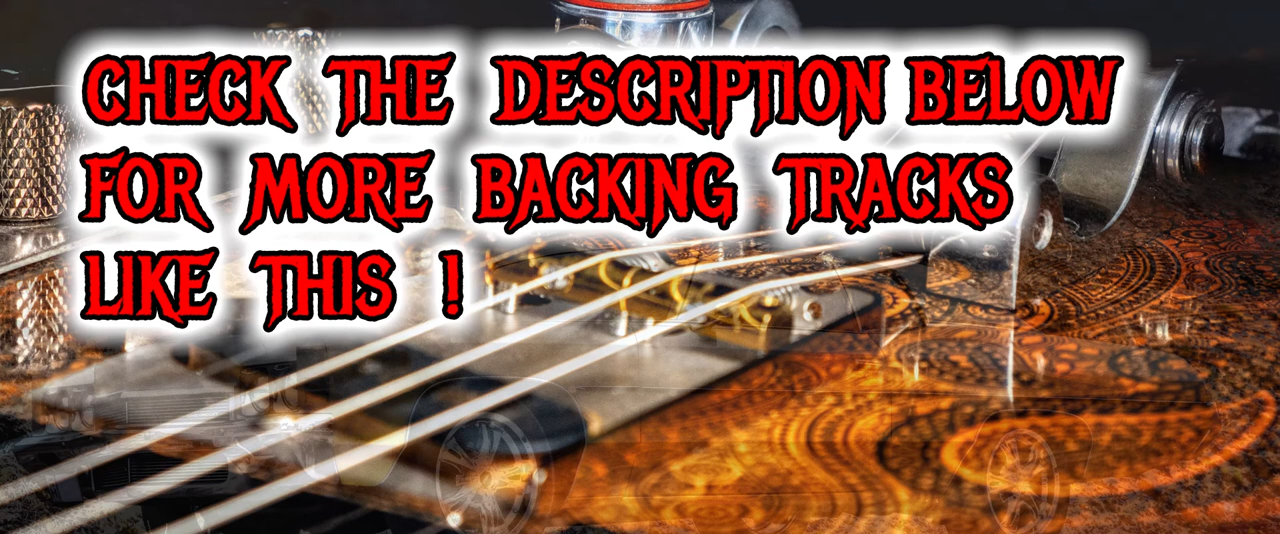 CHECK THE DESCRIPTION BELOW
FOR MORE BACKING TRACKS
LIKE THIS !